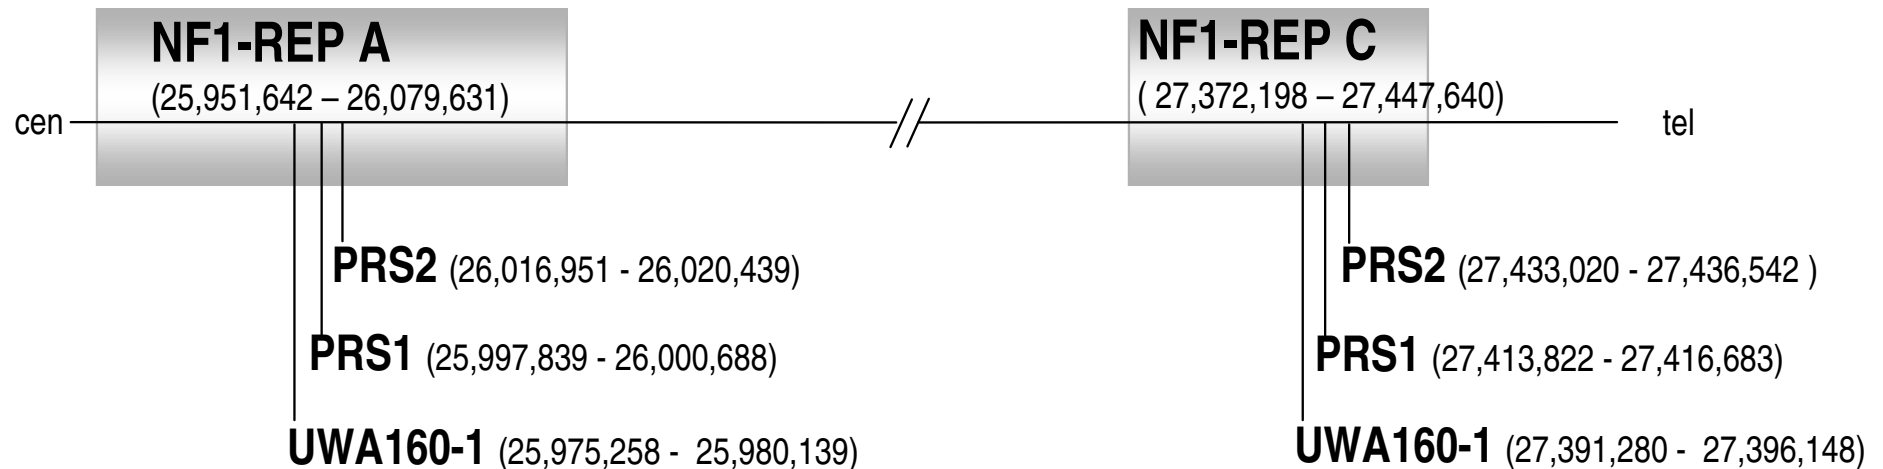 NF1-REP A
(25,951,642 – 26,079,631)
NF1-REP C
( 27,372,198 – 27,447,640)
cen
tel
PRS2 (26,016,951 - 26,020,439)
PRS2 (27,433,020 - 27,436,542 )
PRS1 (25,997,839 - 26,000,688)
PRS1 (27,413,822 - 27,416,683)
UWA160-1 (25,975,258 - 25,980,139)
UWA160-1 (27,391,280 - 27,396,148)